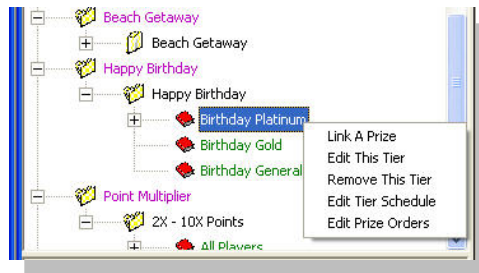 Beach Getaway
Beach Getaway
Happy Birthday
Happy Birthday
Birthday Platinum
Birthday Gold
Birthday General
Point Multiplier
2X - 10X Points
All Players
Link A Prize
Edit This Tier
Remove This Tier
Edit Tier Schedule
Edit Prize Orders